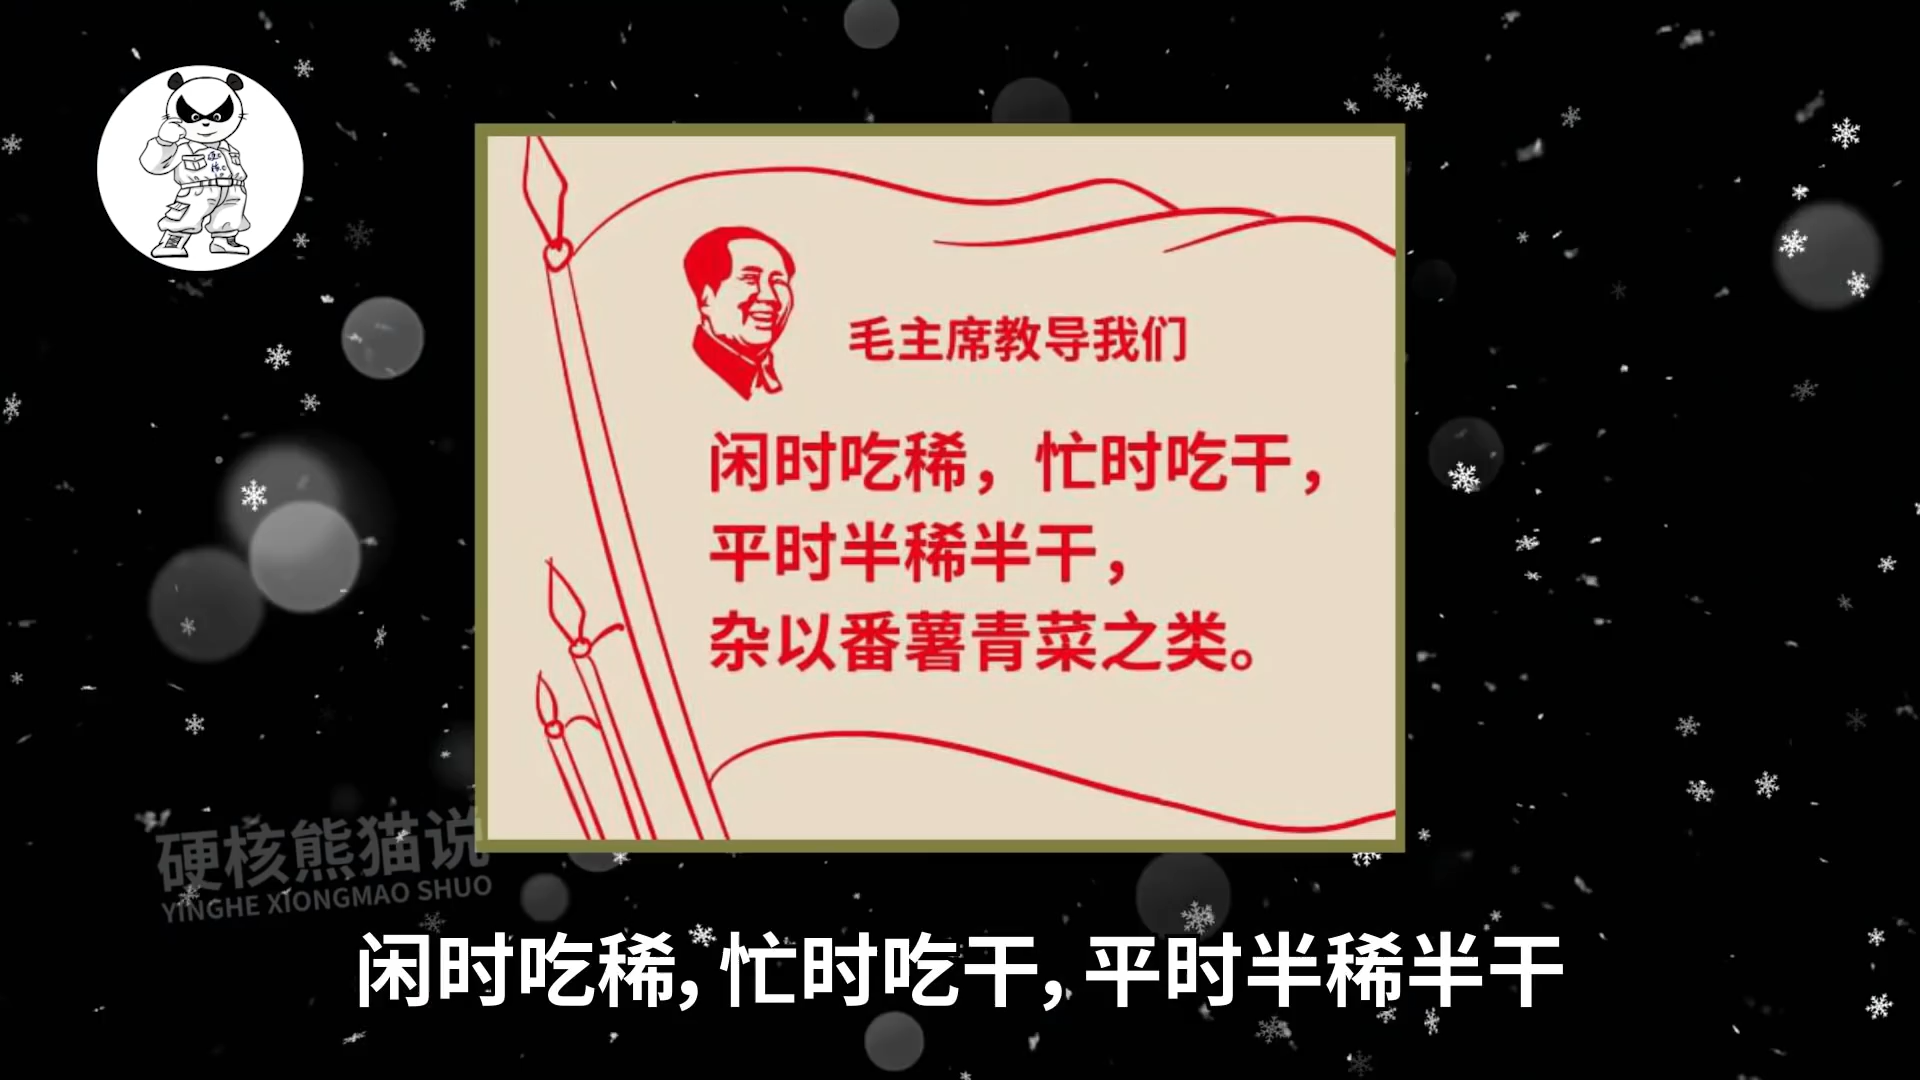 毛主席教导我们
闲时吃稀，忙时吃干，
平时半稀半干，
杂以番薯青菜之类。
硬核熊猫说
YINGHE XIONGMAO SHUO
闲时吃稀, 忙时吃干, 平时半稀半干